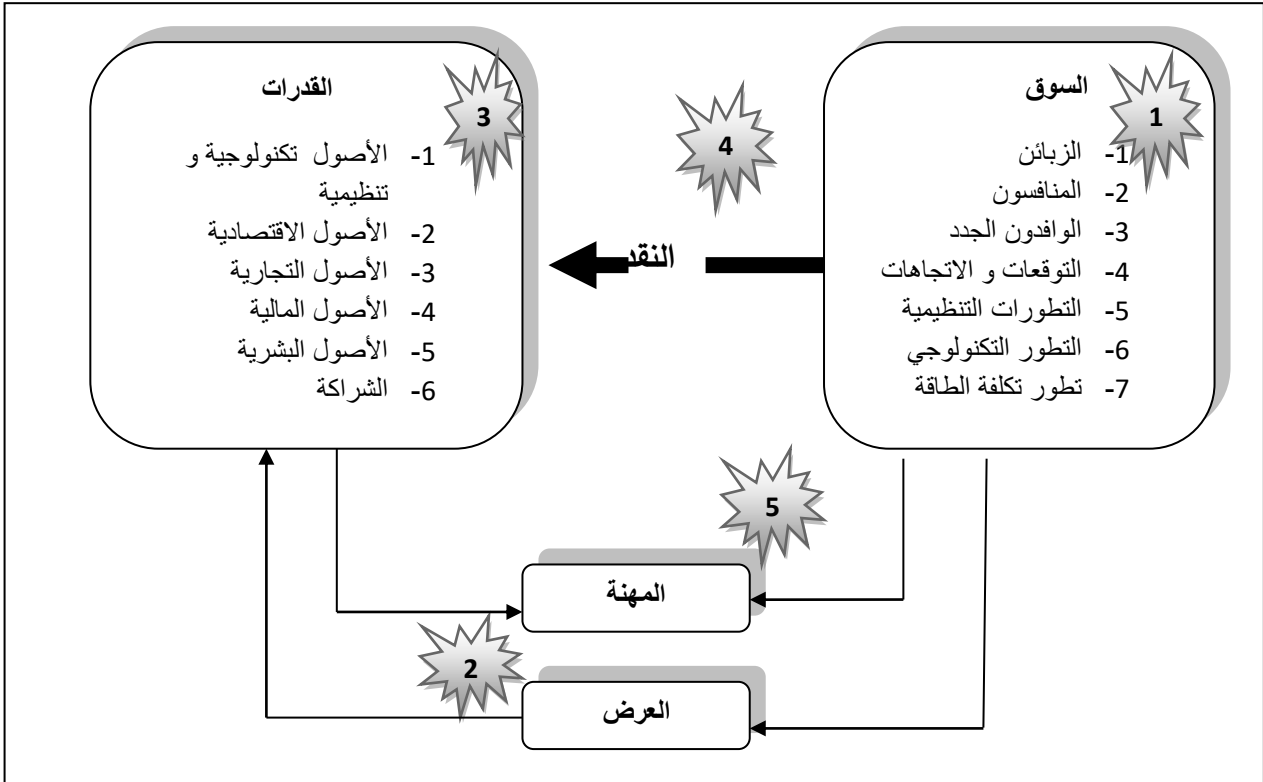 السوق
1
1- الزبائن
2- المنافسون
3- الوافدون الجدد
4- التوقعات و الاتجاهات
5- التطورات التنظيمية
6- التطور التكنولوجي
7- تطور تكلفة الطاقة
4
النقد
القدرات
3
1- الأصول تكنولوجية و
تنظيمية
2- الأصول الاقتصادية
3- الأصول التجارية
4- الأصول المالية
5- الأصول البشرية
6- الشراكة
5
المهنة
2
العرض